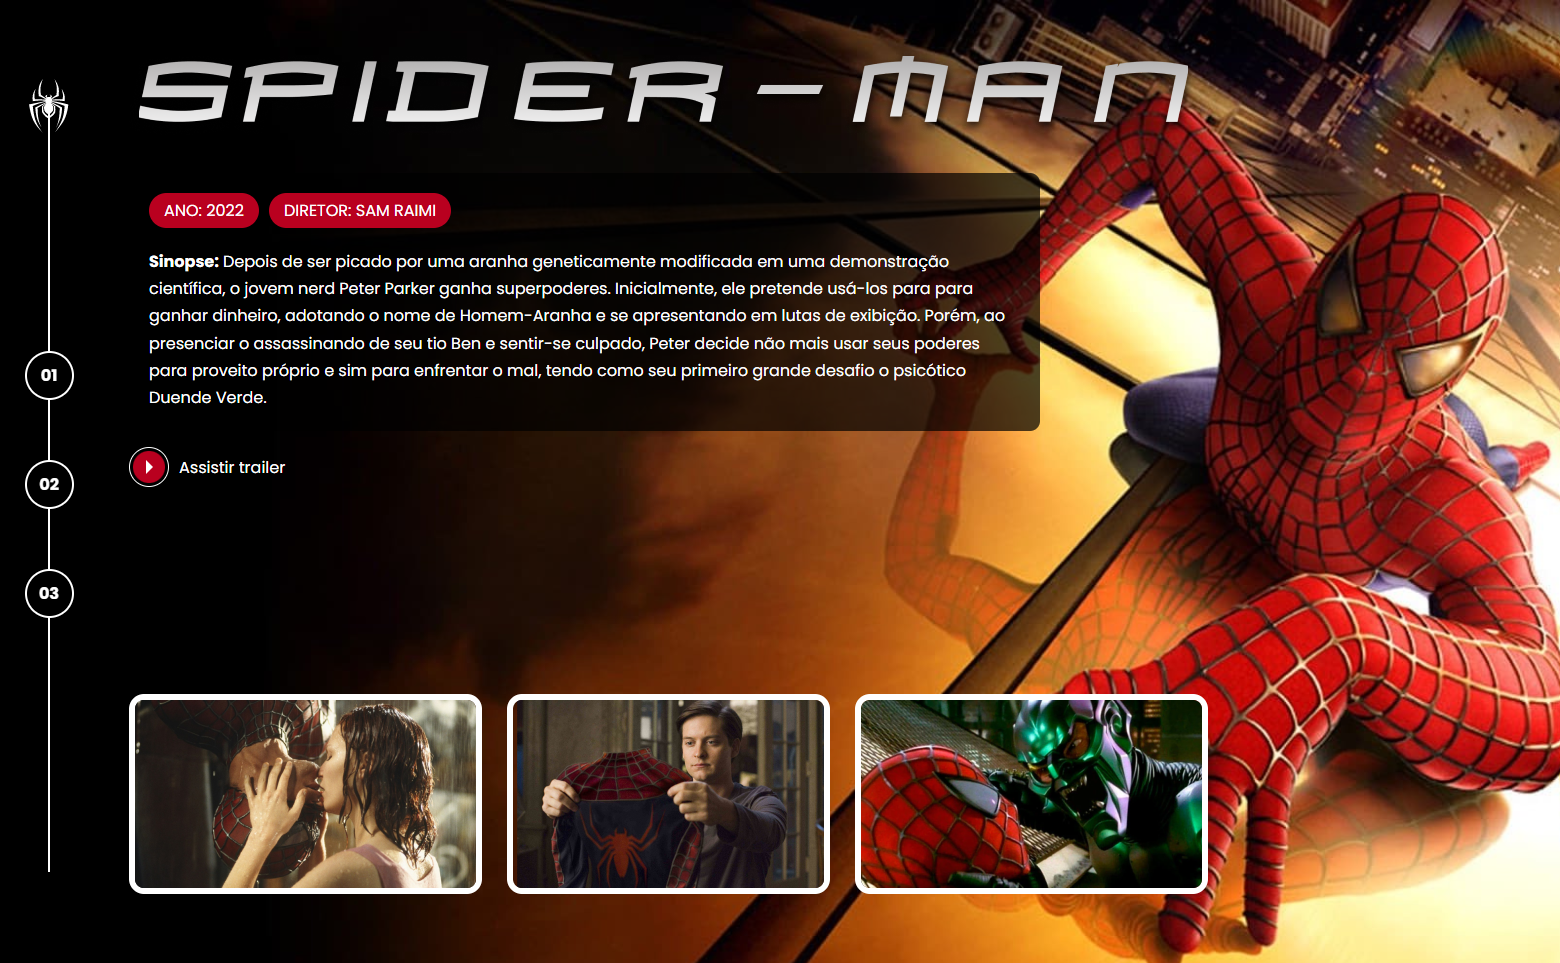 SPIDER-MAN
ANO: 2022 DIRETOR: SAM RAIMI
Sinopse: Depois de ser picado por uma aranha geneticamente modificada em uma demonstração
científica, o jovem nerd Peter Parker ganha superpoderes. Inicialmente, ele pretende usá-los para para
ganhar dinheiro, adotando o nome de Homem-Aranha e se apresentando em lutas de exibição. Porém, ao
presenciar o assassinando de seu tio Ben e sentir-se culpado, Peter decide não mais usar seus poderes
para proveito próprio e sim para enfrentar o mal, tendo como seu primeiro grande desafio o psicótico
Duende Verde.
Assistir trailer
01
02
03